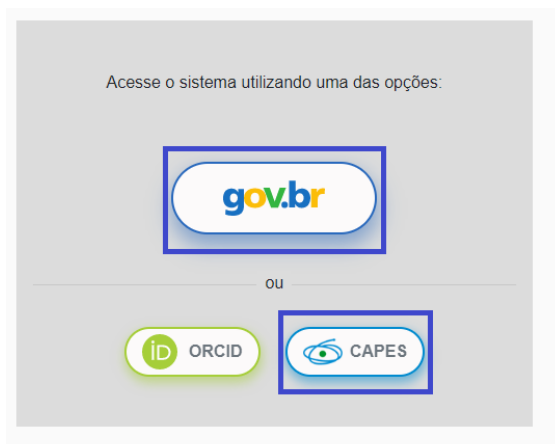 Acesse o sistema utilizando uma das opções:
gov.br
ou
iD ORCID
CAPES